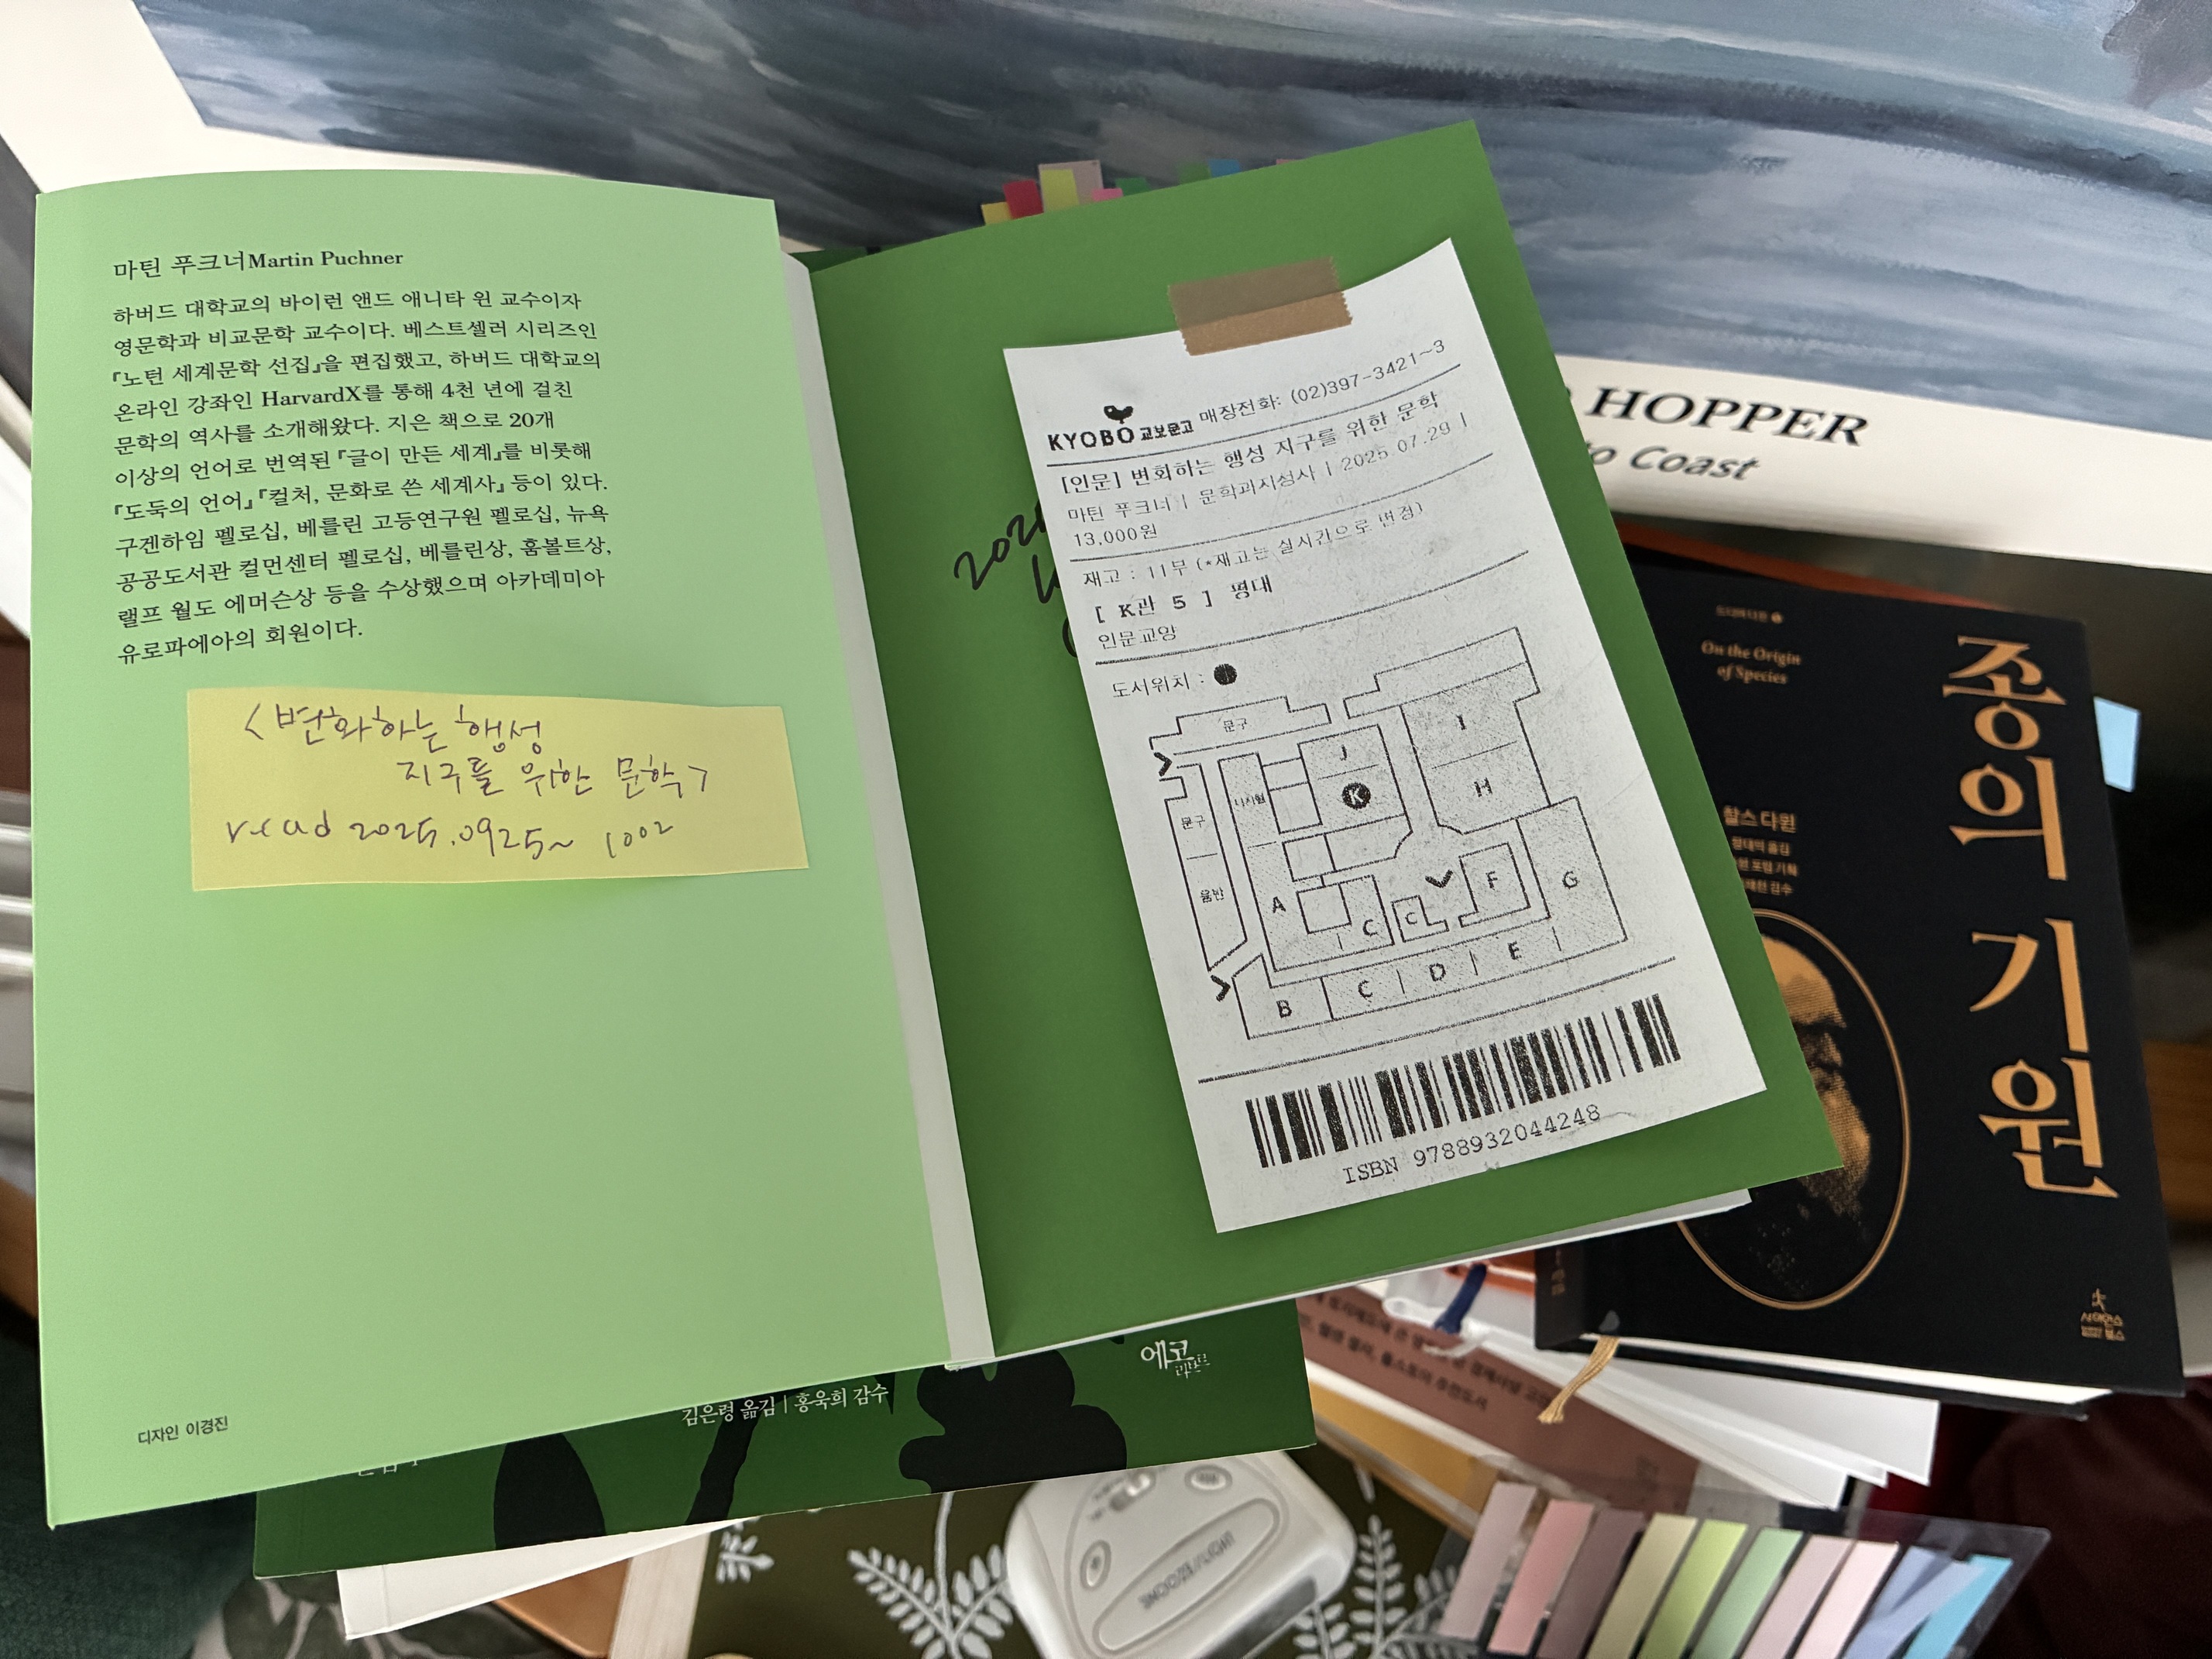 마틴 푸크너Martin Puchner
하버드 대학교의 바이런 앤드 애니타 윈 교수이자
영문학과 비교문학 교수이다. 베스트셀러 시리즈인
『노턴 세계문학 선집』을 편집했고, 하버드 대학교의
온라인 강좌인 HarvardX를 통해 4천 년에 걸친
문학의 역사를 소개해왔다. 지은 책으로 20개
이상의 언어로 번역된 『글이 만든 세계』를 비롯해
『도둑의 언어』 『컬처, 문화로 쓴 세계사』 등이 있다.
구겐하임 펠로십, 베를린 고등연구원 펠로십, 뉴욕
공공도서관 컬먼센터 펠로십, 베를린상, 훔볼트상,
랠프 월도 에머슨상 등을 수상했으며 아카데미아
유로파에아의 회원이다.
<변화하는 행성
지구를 위한 문학>
read 2025.0925~ 1002
디자인 이경진
KYOBO 교보문고 매장전화: (02)397-3421~3
[인문] 변화하는 행성 지구를 위한 문학
마틴 푸크너 | 문학과지성사 | 2025.07.29 |
13,000원
재고 : 11부 (*재고는 실시간으로 변경)
[ K관 5 ] 평대
인문교양
도서위치 : ●
문구
J
I
K
H
문구
음반
A
C
C
F
G
B
C
D
E
ISBN 9788932044248
HOPPER
to Coast
On the Origin
of Species
종의 기원
찰스 다윈
에코
김은령 옮김 | 홍욱희 감수